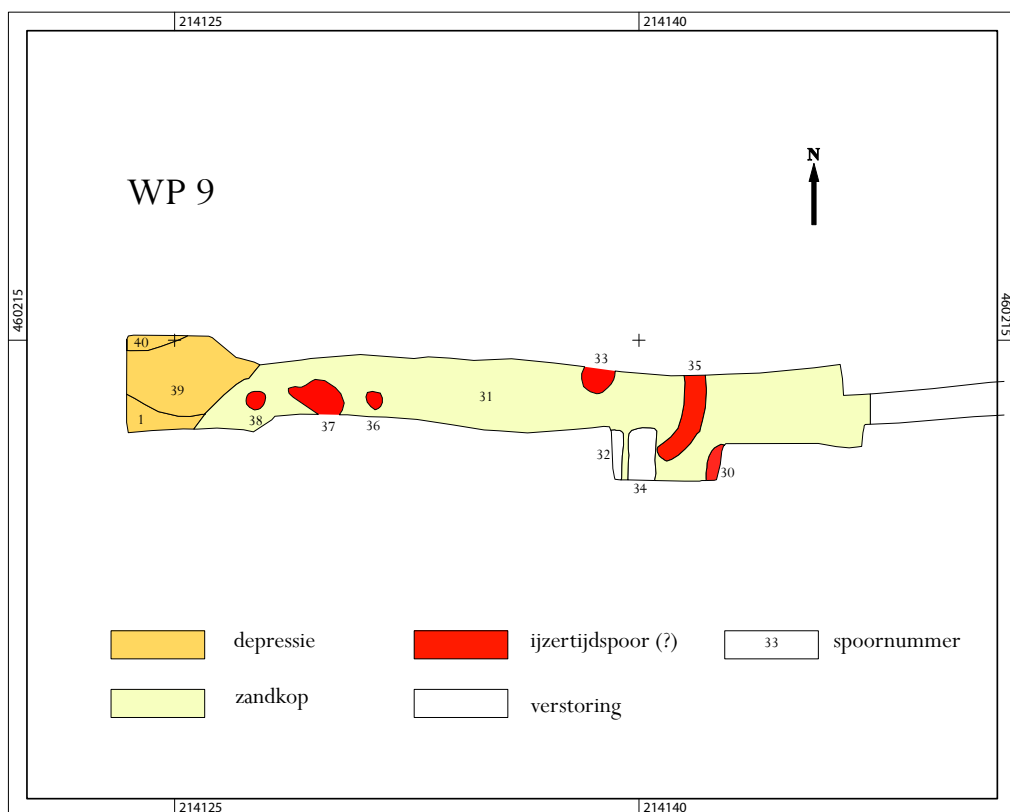 214125 214140
N
WP 9
460215 460215
40 33 35
39 31
1 38 37 36
32 30
34
depressie ijzertijdspoor (?) 33 spoornummer
zandkop verstoring
214125 214140